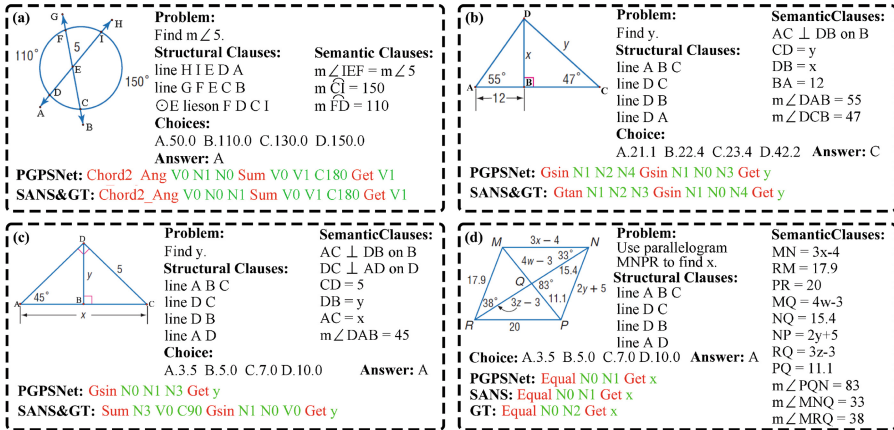 (a)
G
H
F
I
5
110°
E
150°
D
A
C
B
Problem:
Find m∠5.
Structural Clauses:
line H I E D A
line G F E C B
⊙E lieson F D C I
Semantic Clauses:
m∠IEF = m∠5
m CI = 150
m FD = 110
Choices:
A.50.0 B.110.0 C.130.0 D.150.0
Answer: A
PGPSNet: Chord2_Ang V0 N1 N0 Sum V0 V1 C180 Get V1
SANS&GT: Chord2_Ang V0 N0 N1 Sum V0 V1 C180 Get V1
(b)
D
x
y
55°
47°
A
B
C
12
Problem:
Find y.
Structural Clauses:
line A B C
line D C
line D B
line D A
SemanticClauses:
AC ⊥ DB on B
CD = y
DB = x
BA = 12
m∠DAB = 55
m∠DCB = 47
Choice:
A.21.1 B.22.4 C.23.4 D.42.2 Answer: C
PGPSNet: Gsin N1 N2 N4 Gsin N1 N0 N3 Get y
SANS&GT: Gtan N1 N2 N3 Gsin N1 N0 N4 Get y
(c)
D
5
y
45°
A
B
C
x
Problem:
Find y.
Structural Clauses:
line A B C
line D C
line D B
line A D
SemanticClauses:
AC ⊥ DB on B
DC ⊥ AD on D
CD = 5
DB = y
AC = x
m∠DAB = 45
Choice:
A.3.5 B.5.0 C.7.0 D.10.0 Answer: A
PGPSNet: Gsin N0 N1 N3 Get y
SANS&GT: Sum N3 V0 C90 Gsin N1 N0 V0 Get y
(d)
3x−4
M
N
4w−3
33°
15.4
17.9
Q
83°
2y+5
38°
3z−3
11.1
R
20
P
Problem:
Use parallelogram
MNPR to find x.
Structural Clauses:
line A B C
line D C
line D B
line A D
SemanticClauses:
MN = 3x-4
RM = 17.9
PR = 20
MQ = 4w-3
NQ = 15.4
NP = 2y+5
RQ = 3z-3
PQ = 11.1
m∠PQN = 83
m∠MNQ = 33
m∠MRQ = 38
Choice: A.3.5 B.5.0 C.7.0 D.10.0 Answer: A
PGPSNet: Equal N0 N1 Get x
SANS: Equal N0 N1 Get x
GT: Equal N0 N2 Get x